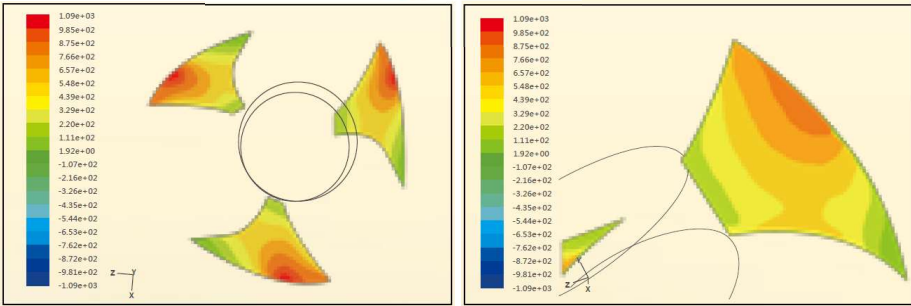 1.09e+03
9.85e+02
8.75e+02
7.66e+02
6.57e+02
5.48e+02
4.39e+02
3.29e+02
2.20e+02
1.11e+02
1.92e+00
-1.07e+02
-2.16e+02
-3.26e+02
-4.35e+02
-5.44e+02
-6.53e+02
-7.62e+02
-8.72e+02
-9.81e+02
-1.09e+03
Z Y
X
1.09e+03
9.85e+02
8.75e+02
7.66e+02
6.57e+02
5.48e+02
4.39e+02
3.29e+02
2.20e+02
1.11e+02
1.92e+00
-1.07e+02
-2.16e+02
-3.26e+02
-4.35e+02
-5.44e+02
-6.53e+02
-7.62e+02
-8.72e+02
-9.81e+02
-1.09e+03
Y
Z
X